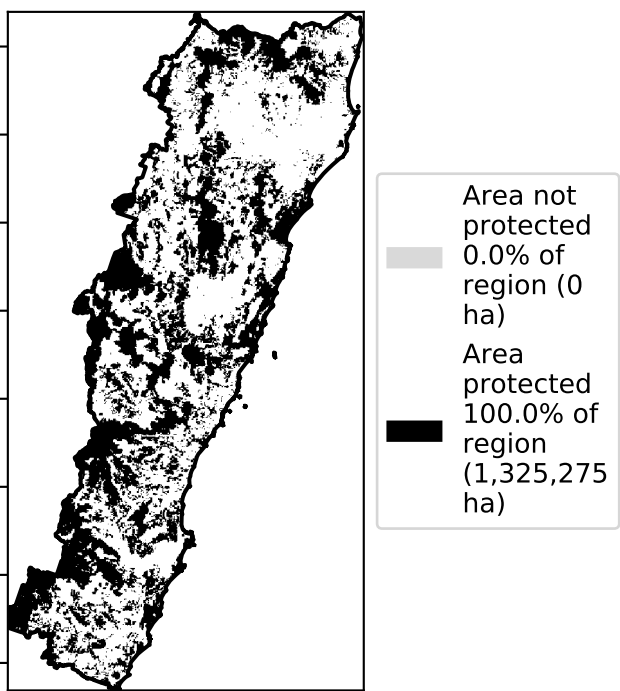 Area not
protected
0.0% of
region (0
ha)
Area
protected
100.0% of
region
(1,325,275
ha)